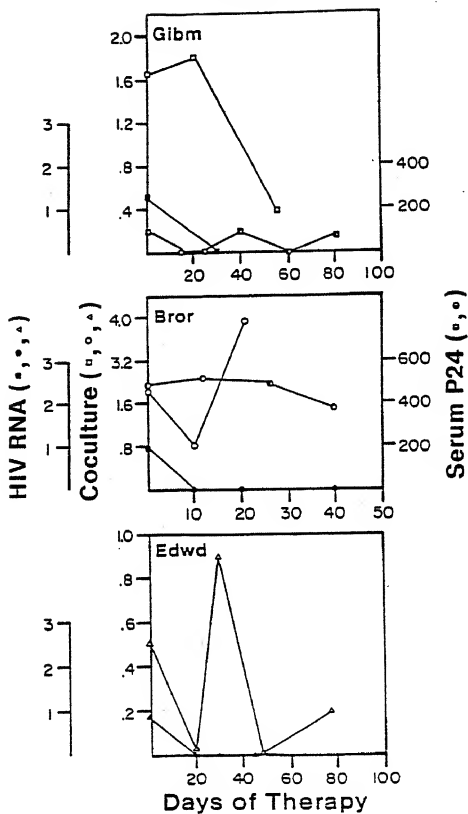 Gibm
2.0
1.6
1.2
.8
.4
3
2
1
400
200
20 40 60 80 100
Bror
4.0
3.2
1.6
.8
3
2
1
600
400
200
10 20 30 40 50
Edwd
1.0
.8
.6
.4
.2
3
2
1
20 40 60 80 100
Days of Therapy
HIV RNA (▪,•,▴)
Coculture (□,○,△)
Serum P24 (□,○)